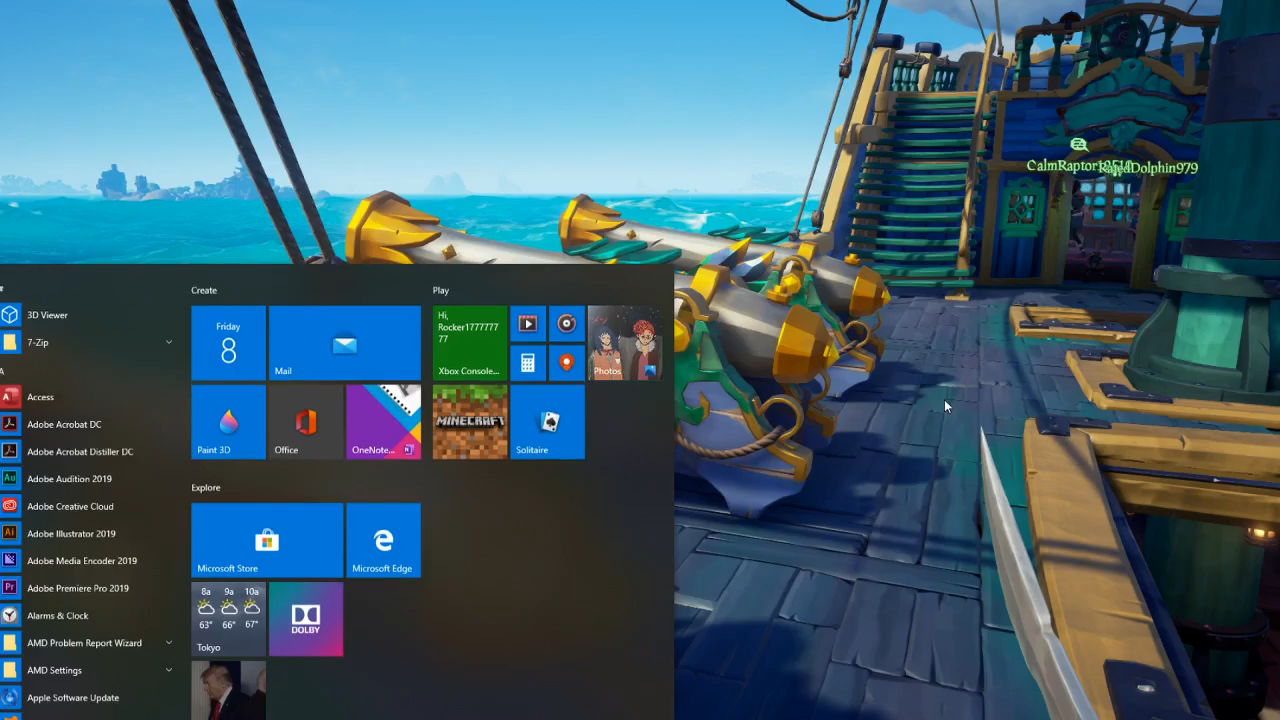 CalmRaptor
RapidDolphin979
Create
Play
3D Viewer
7-Zip
A
Access
Adobe Acrobat DC
Adobe Acrobat Distiller DC
Adobe Audition 2019
Adobe Creative Cloud
Adobe Illustrator 2019
Adobe Media Encoder 2019
Adobe Premiere Pro 2019
Alarms & Clock
AMD Problem Report Wizard
AMD Settings
Apple Software Update
Friday
8
Mail
Paint 3D
Office
OneNote...
Hi,
Rocker1777777
77
Xbox Console...
Photos
MINECRAFT
Solitaire
Explore
Microsoft Store
Microsoft Edge
8a 9a 10a
63° 66° 67°
Tokyo
DOLBY